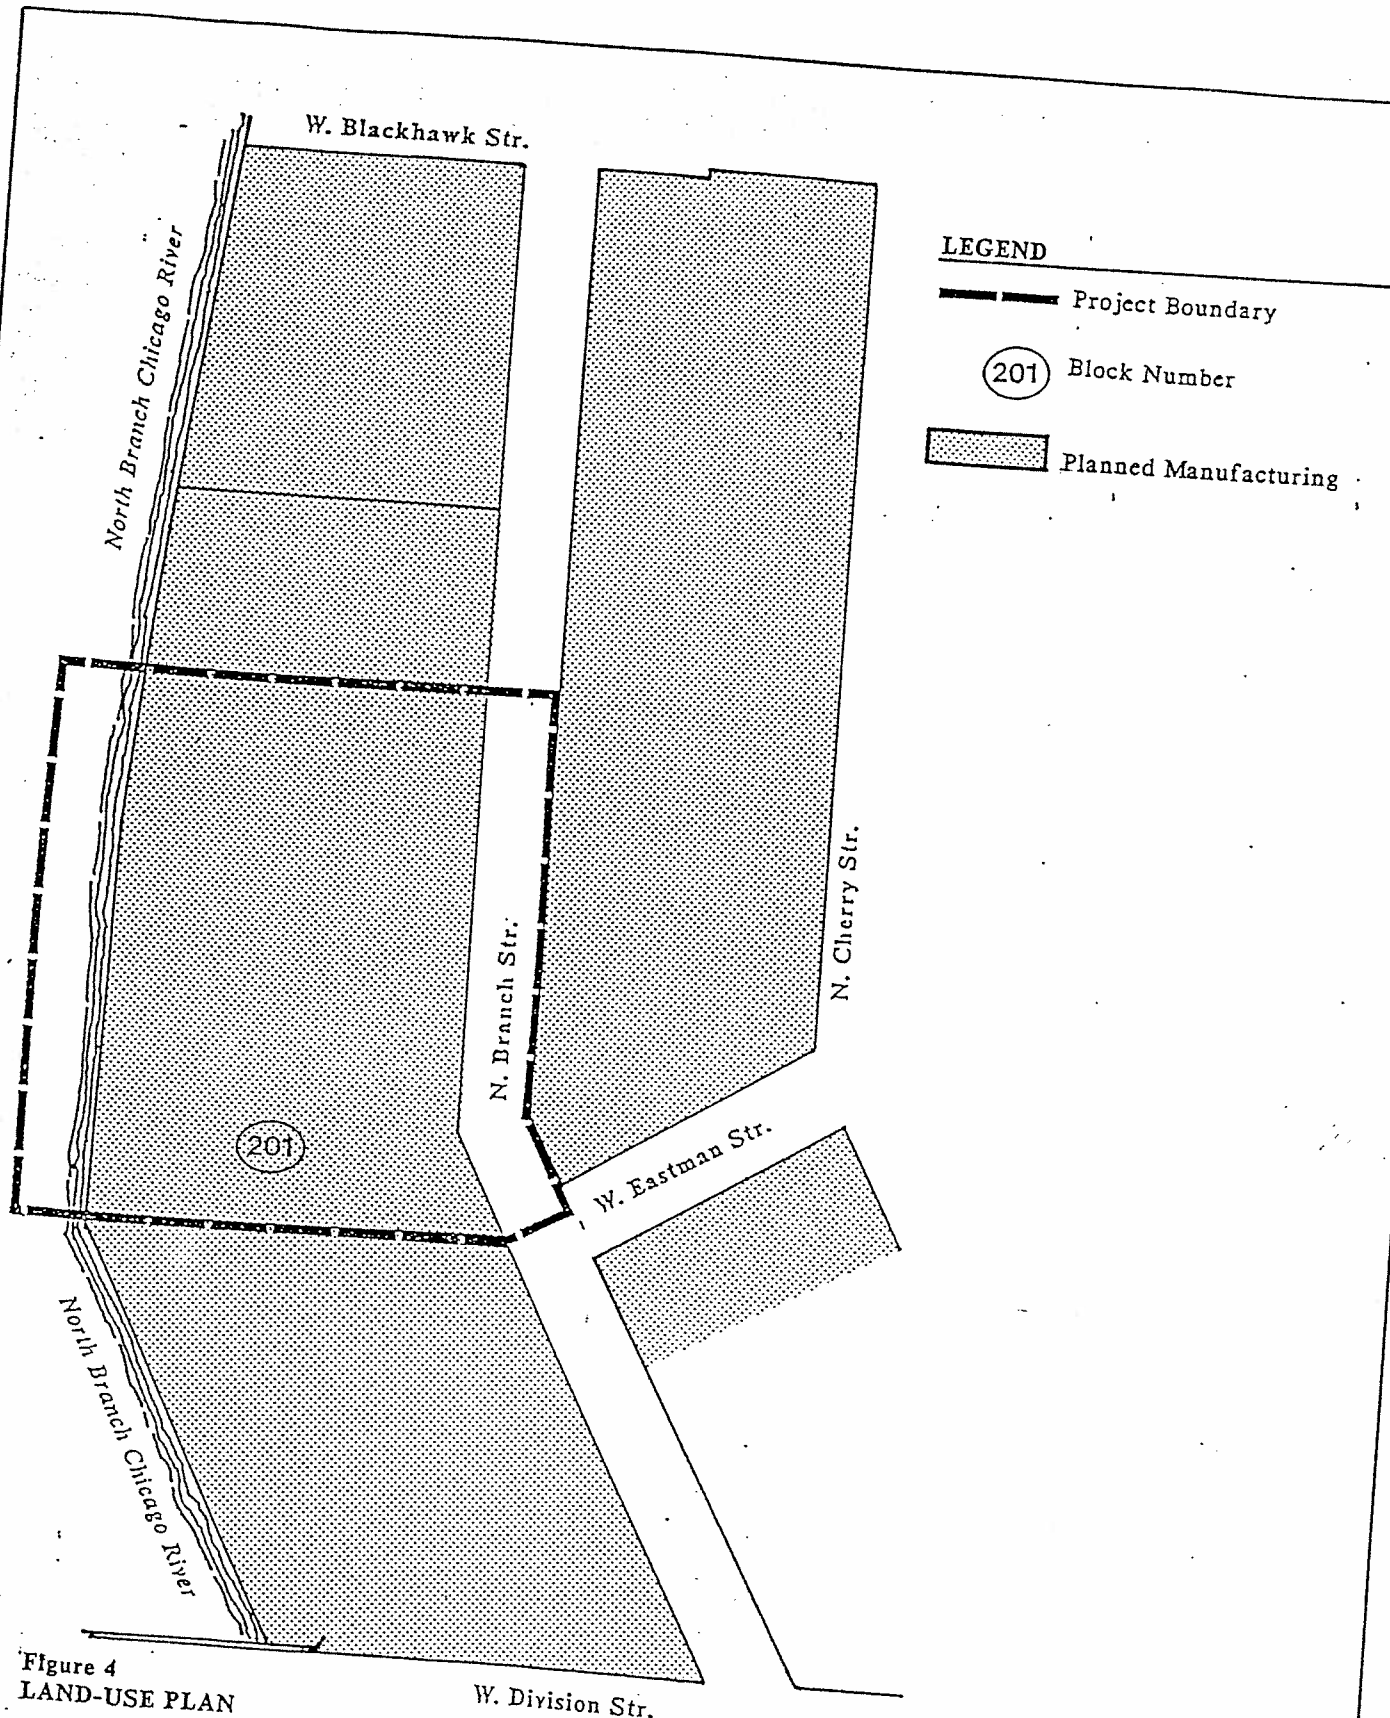 W. Blackhawk Str.
North Branch Chicago River
LEGEND
Project Boundary
201 Block Number
Planned Manufacturing
N. Branch Str.
N. Cherry Str.
201
W. Eastman Str.
North Branch Chicago River
Figure 4
LAND-USE PLAN
W. Division Str.